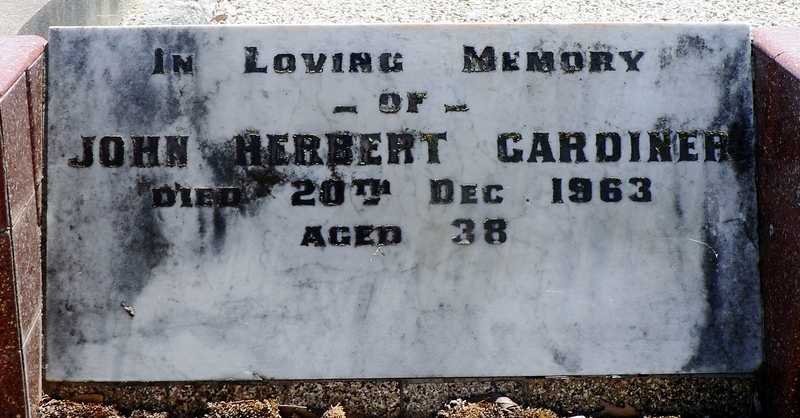 In Loving Memory
- OF -
JOHN HERBERT GARDINER
Died 20TH Dec. 1963
AGED 38